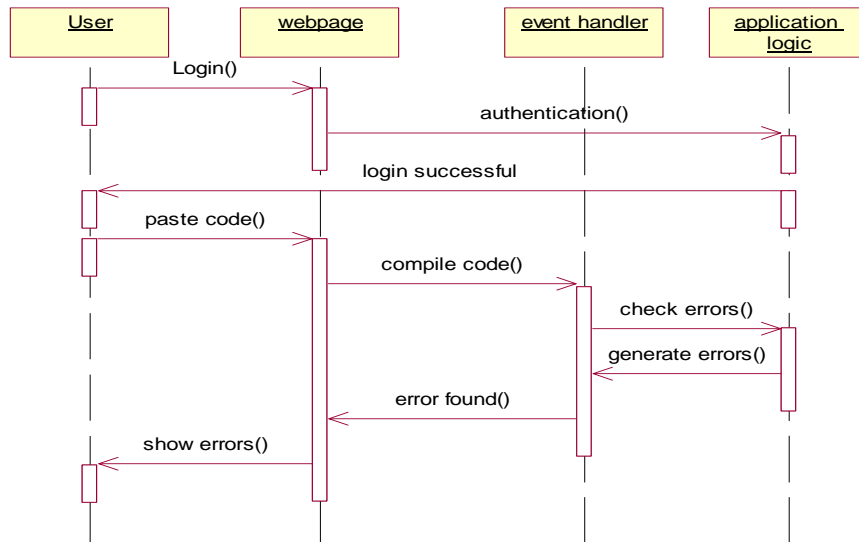 User
webpage
event handler
application
logic
Login()
authentication()
login successful
paste code()
compile code()
check errors()
generate errors()
error found()
show errors()